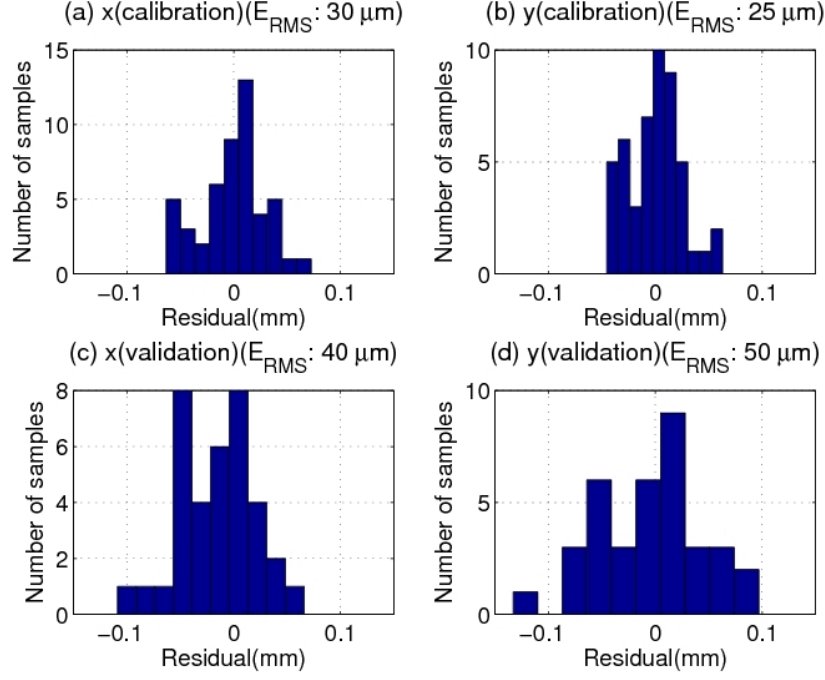 (a) x(calibration)(E_RMS: 30 μm)
15
10
5
0
Number of samples
−0.1 0 0.1
Residual(mm)
(b) y(calibration)(E_RMS: 25 μm)
10
5
0
Number of samples
−0.1 0 0.1
Residual(mm)
(c) x(validation)(E_RMS: 40 μm)
8
6
4
2
0
Number of samples
−0.1 0 0.1
Residual(mm)
(d) y(validation)(E_RMS: 50 μm)
10
5
0
Number of samples
−0.1 0 0.1
Residual(mm)